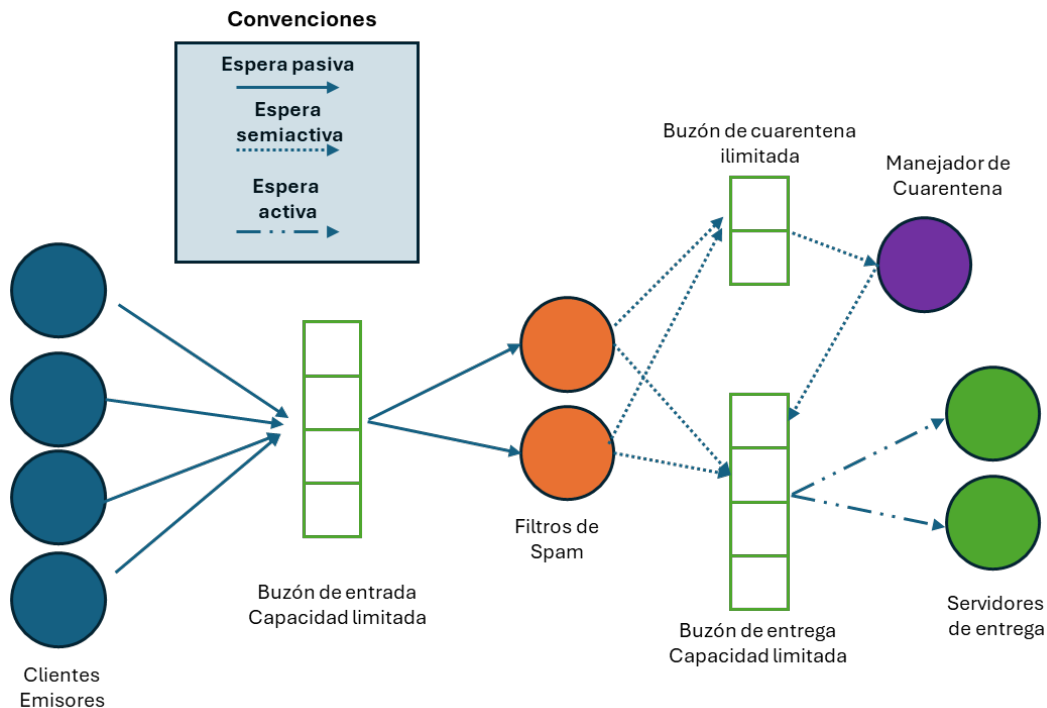 Convenciones
Espera pasiva
Espera
semiactiva
Espera
activa
Buzón de cuarentena
ilimitada
Manejador de
Cuarentena
Filtros de
Spam
Buzón de entrada
Capacidad limitada
Servidores
de entrega
Buzón de entrega
Capacidad limitada
Clientes
Emisores